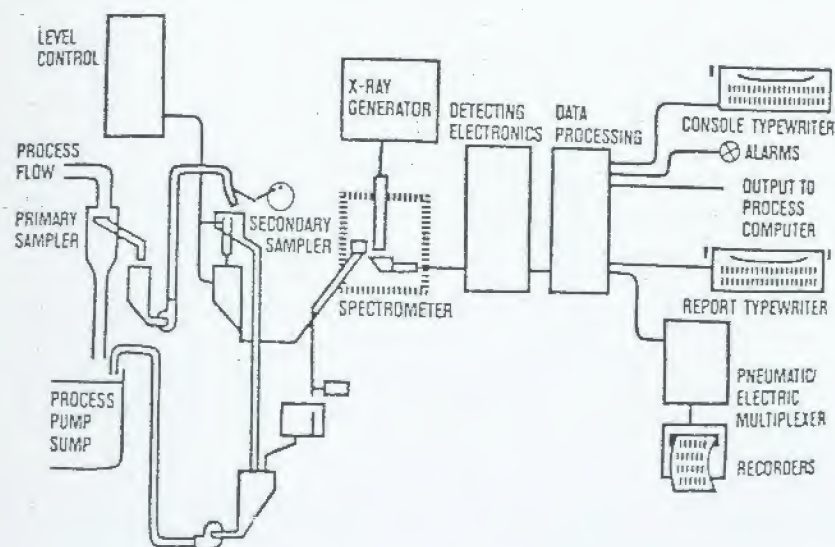 LEVEL
CONTROL
X-RAY
GENERATOR
DETECTING
ELECTRONICS
DATA
PROCESSING
CONSOLE TYPEWRITER
ALARMS
OUTPUT TO
PROCESS
COMPUTER
PROCESS
FLOW
PRIMARY
SAMPLER
SECONDARY
SAMPLER
SPECTROMETER
REPORT TYPEWRITER
PROCESS
PUMP
SUMP
PNEUMATIC/
ELECTRIC
MULTIPLEXER
RECORDERS